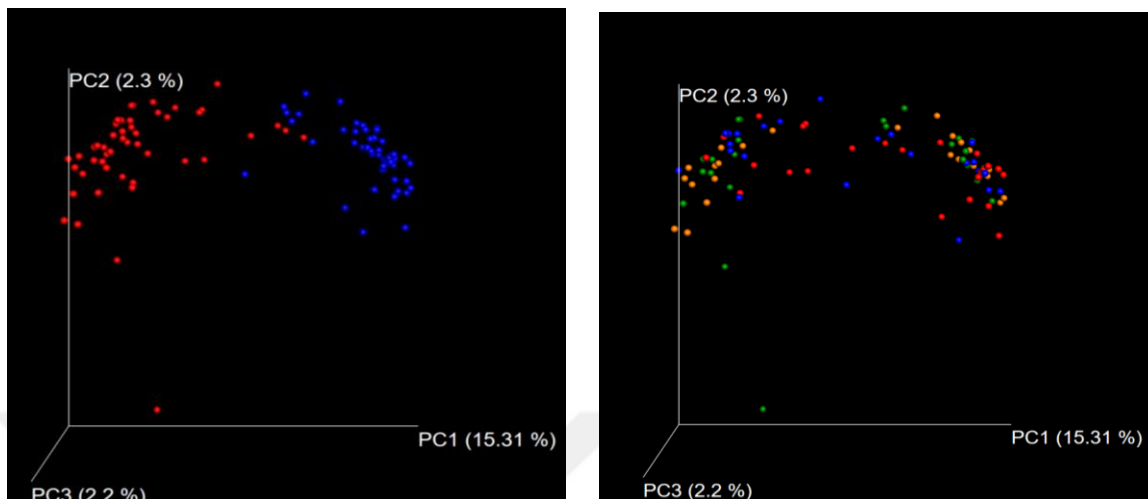 PC2 (2.3 %)
PC1 (15.31 %)
PC3 (2.2 %)
PC2 (2.3 %)
PC1 (15.31 %)
PC3 (2.2 %)